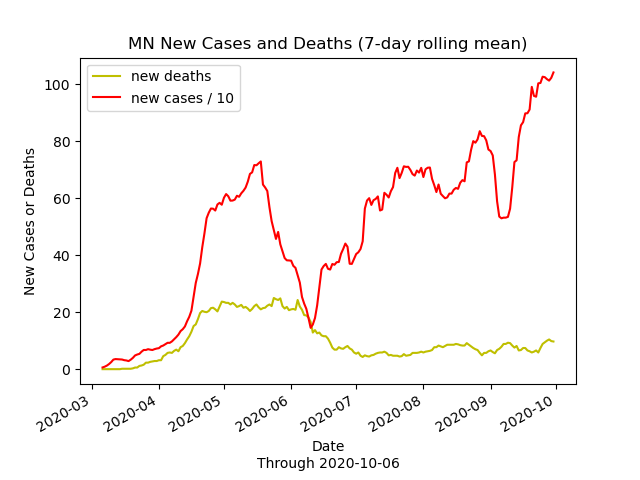 MN New Cases and Deaths (7-day rolling mean)
new deaths
new cases / 10
100
80
60
40
20
0
New Cases or Deaths
2020-03
2020-04
2020-05
2020-06
2020-07
2020-08
2020-09
2020-10
Date
Through 2020-10-06